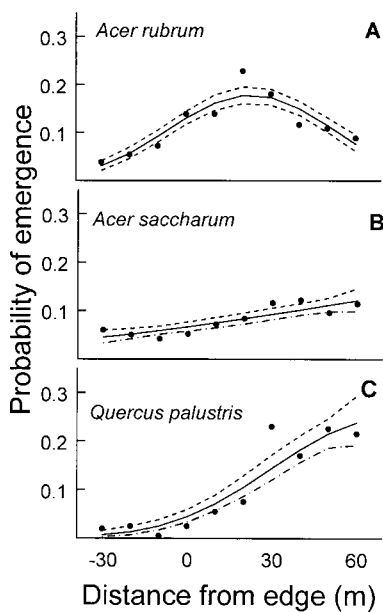 Acer rubrum A
0.3
0.2
0.1
Acer saccharum B
0.3
0.2
0.1
Quercus palustris C
0.3
0.2
0.1
-30 0 30 60
Distance from edge (m)
Probability of emergence